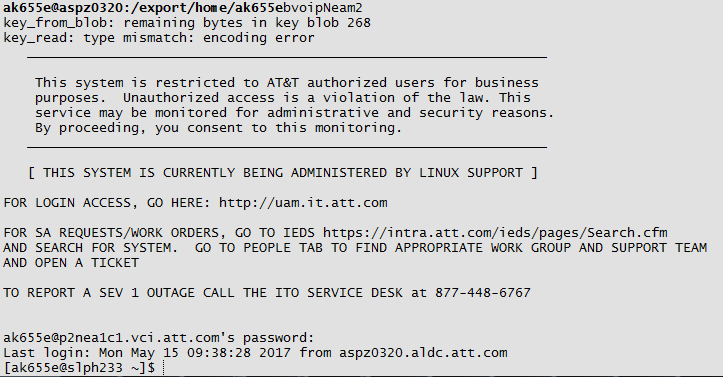 ak655e@aspz0320:/export/home/ak655ebvoipNeam2
key_from_blob: remaining bytes in key blob 268
key_read: type mismatch: encoding error
This system is restricted to AT&T authorized users for business
purposes.  Unauthorized access is a violation of the law. This
service may be monitored for administrative and security reasons.
By proceeding, you consent to this monitoring.
[ THIS SYSTEM IS CURRENTLY BEING ADMINISTERED BY LINUX SUPPORT ]
FOR LOGIN ACCESS, GO HERE: http://uam.it.att.com
FOR SA REQUESTS/WORK ORDERS, GO TO IEDS https://intra.att.com/ieds/pages/Search.cfm
AND SEARCH FOR SYSTEM.  GO TO PEOPLE TAB TO FIND APPROPRIATE WORK GROUP AND SUPPORT TEAM
AND OPEN A TICKET
TO REPORT A SEV 1 OUTAGE CALL THE ITO SERVICE DESK at 877-448-6767
ak655e@p2nea1c1.vci.att.com's password:
Last login: Mon May 15 09:38:28 2017 from aspz0320.aldc.att.com
[ak655e@slph233 ~]$